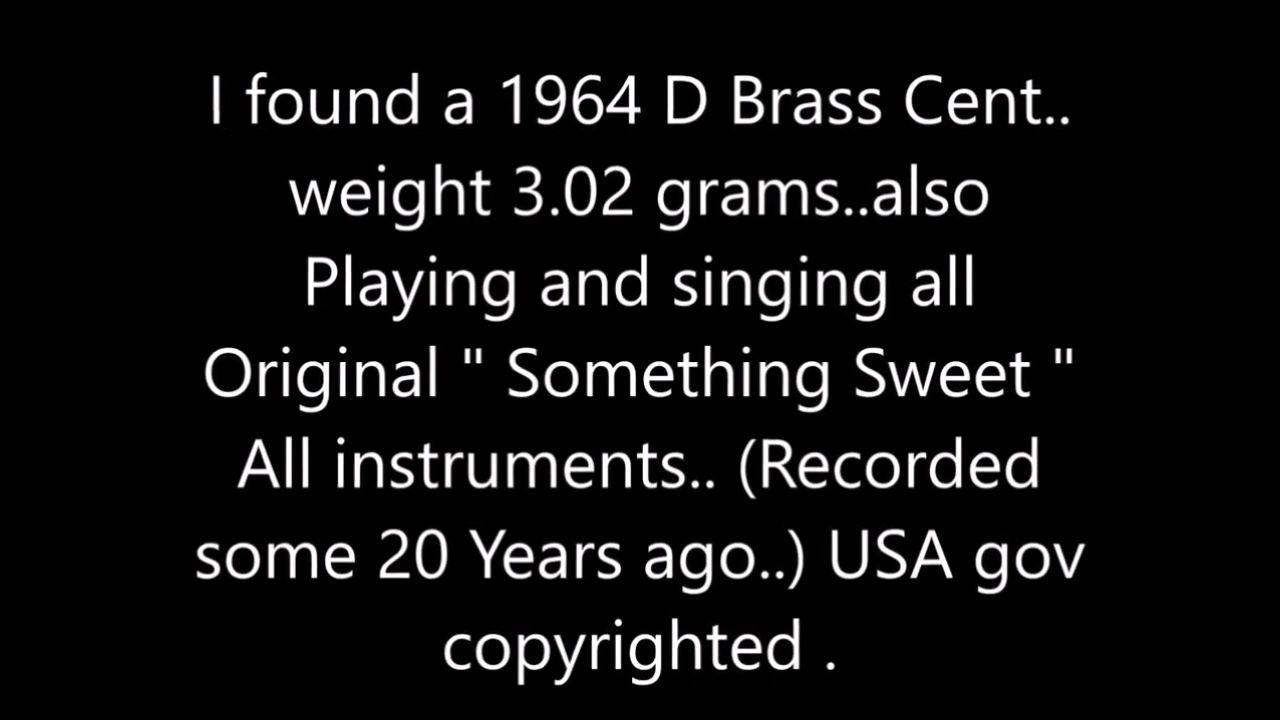 I found a 1964 D Brass Cent..
weight 3.02 grams..also
Playing and singing all
Original " Something Sweet "
All instruments.. (Recorded
some 20 Years ago..) USA gov
copyrighted .